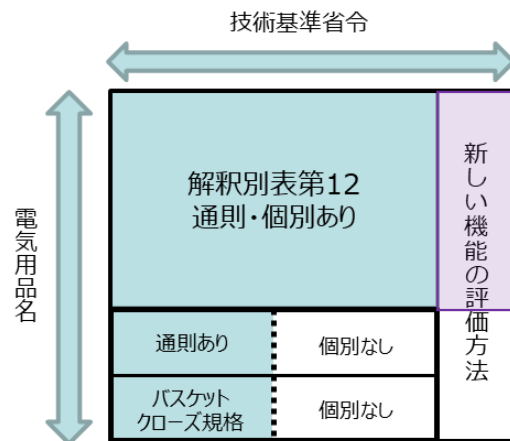 技術基準省令
電気用品名
解釈別表第12
通則・個別あり
新しい機能の評価方法
通則あり
個別なし
バスケット
クローズ規格
個別なし